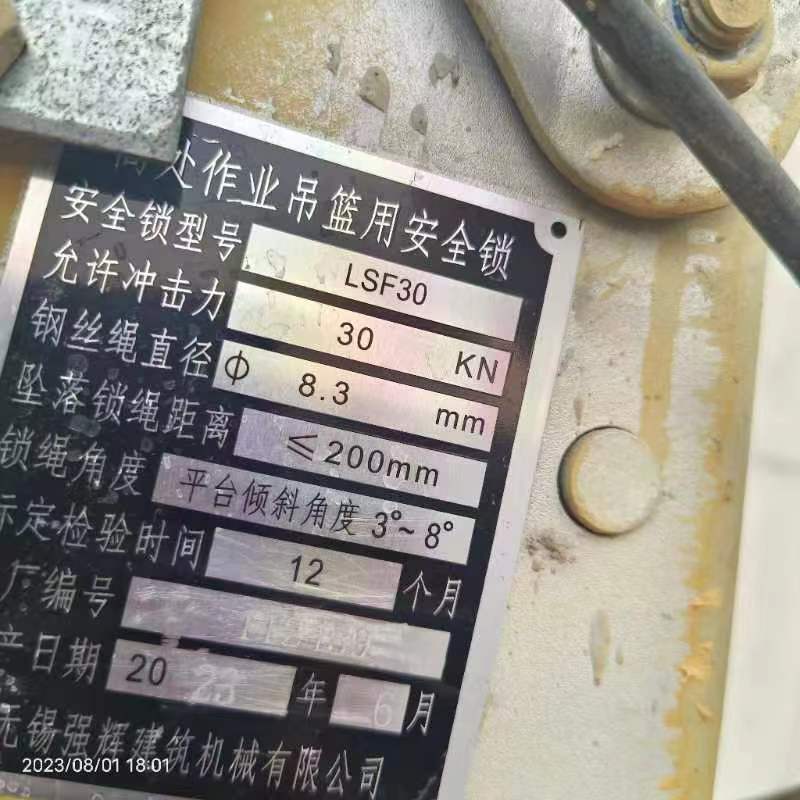 处作业吊篮用安全锁
安全锁型号 LSF30
允许冲击力 30 KN
钢丝绳直径 Φ 8.3 mm
坠落锁绳距离 ≤200mm
锁绳角度 平台倾斜角度 3°~8°
标定检验时间 12 个月
厂编号
产日期 2023 年 6 月
无锡强辉建筑机械有限公司
2023/08/01 18:01